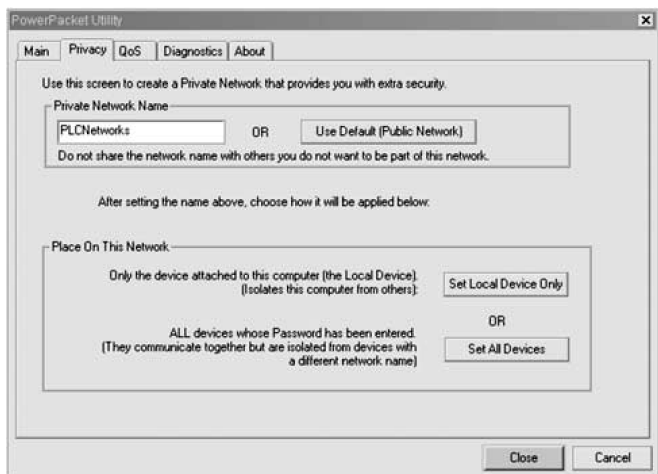 PowerPacket Utility
Main Privacy QoS Diagnostics About
Use this screen to create a Private Network that provides you with extra security.
Private Network Name
PLCNetworks OR Use Default (Public Network)
Do not share the network name with others you do not want to be part of this network.
After setting the name above, choose how it will be applied below:
Place On This Network
Only the device attached to this computer (the Local Device).
(Isolates this computer from others):
Set Local Device Only
OR
ALL devices whose Password has been entered.
(They communicate together but are isolated from devices with
a different network name)
Set All Devices
Close Cancel